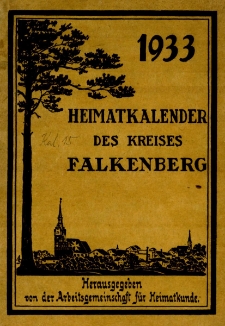 1933
HEIMATKALENDER
DES KREISES
FALKENBERG
Herausgegeben
von der Arbeitsgemeinschaft für Heimatkunde.